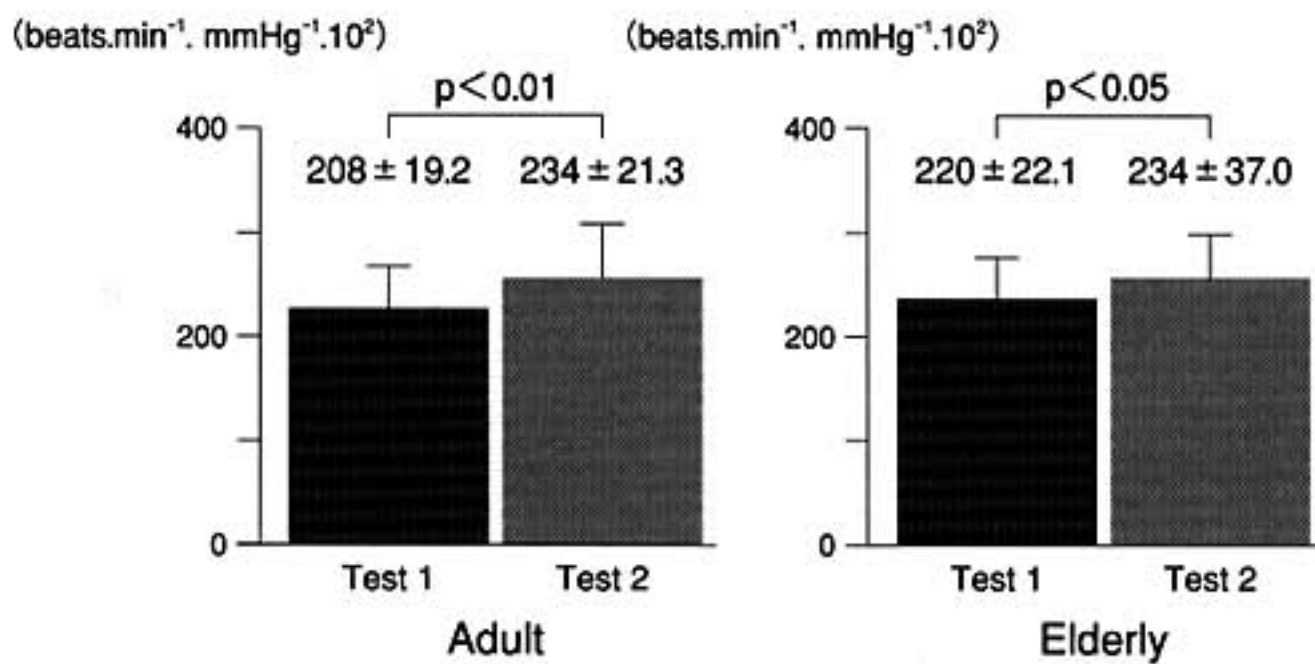 (beats.min⁻¹. mmHg⁻¹.10²)
p<0.01
400
208 ± 19.2
234 ± 21.3
200
0
Test 1
Test 2
Adult
(beats.min⁻¹. mmHg⁻¹.10²)
p<0.05
400
220 ± 22.1
234 ± 37.0
200
0
Test 1
Test 2
Elderly